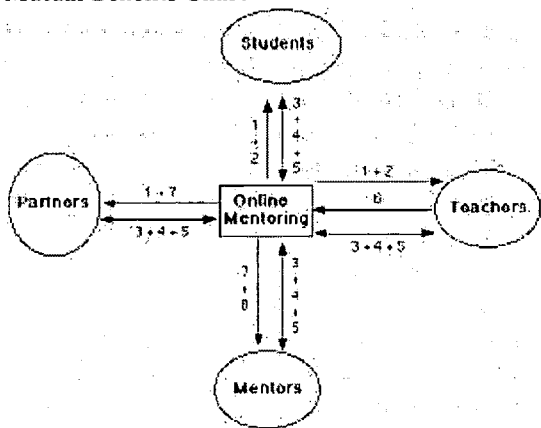 Students
1 + 2
3 + 4 + 5
Partners
1 + 7
3 + 4 + 5
Online
Mentoring
1 + 2
6
3 + 4 + 5
Teachers
7 + 8
3 + 4 + 5
Mentors